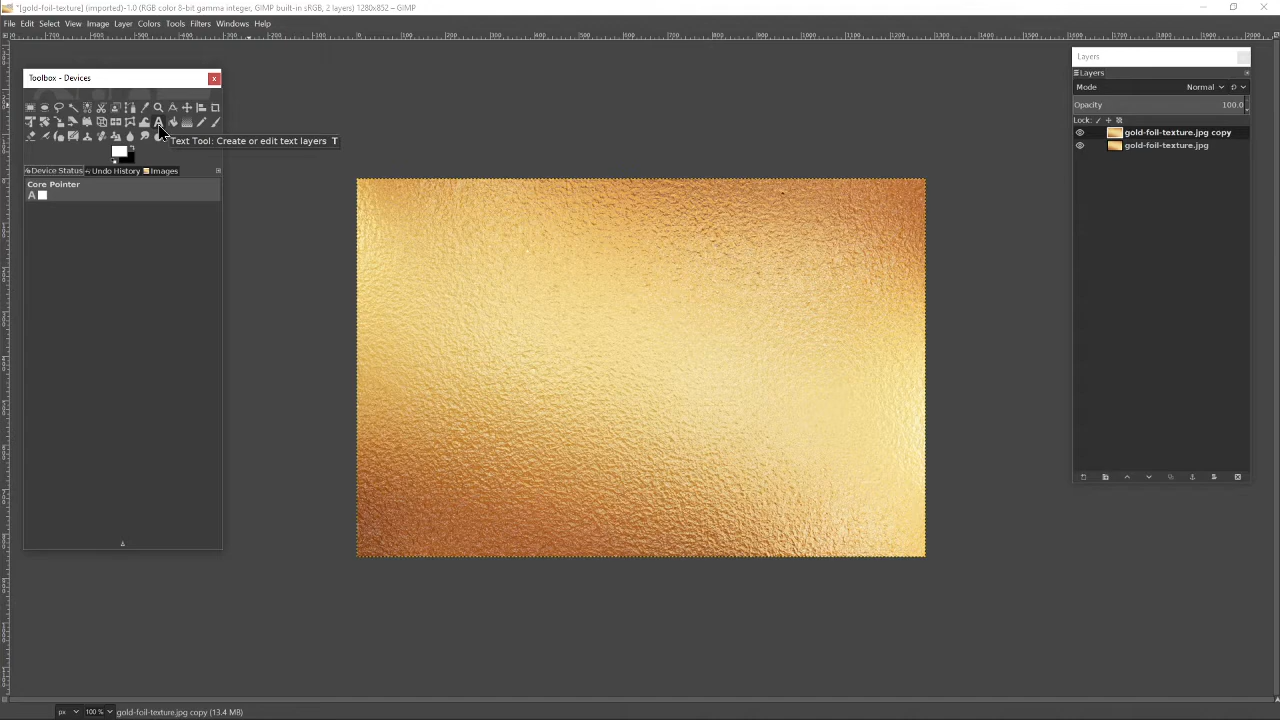 *[gold-foil-texture] (imported)-1.0 (RGB color 8-bit gamma integer, GIMP built-in sRGB, 2 layers) 1280x852 – GIMP
File Edit Select View Image Layer Colors Tools Filters Windows Help
Layers
Toolbox - Devices
x
Layers
Mode Normal
Opacity 100.0
Lock:
Text Tool: Create or edit text layers T
gold-foil-texture.jpg copy
gold-foil-texture.jpg
Device Status Undo History Images
Core Pointer
A
px 100 % gold-foil-texture.jpg copy (13.4 MB)